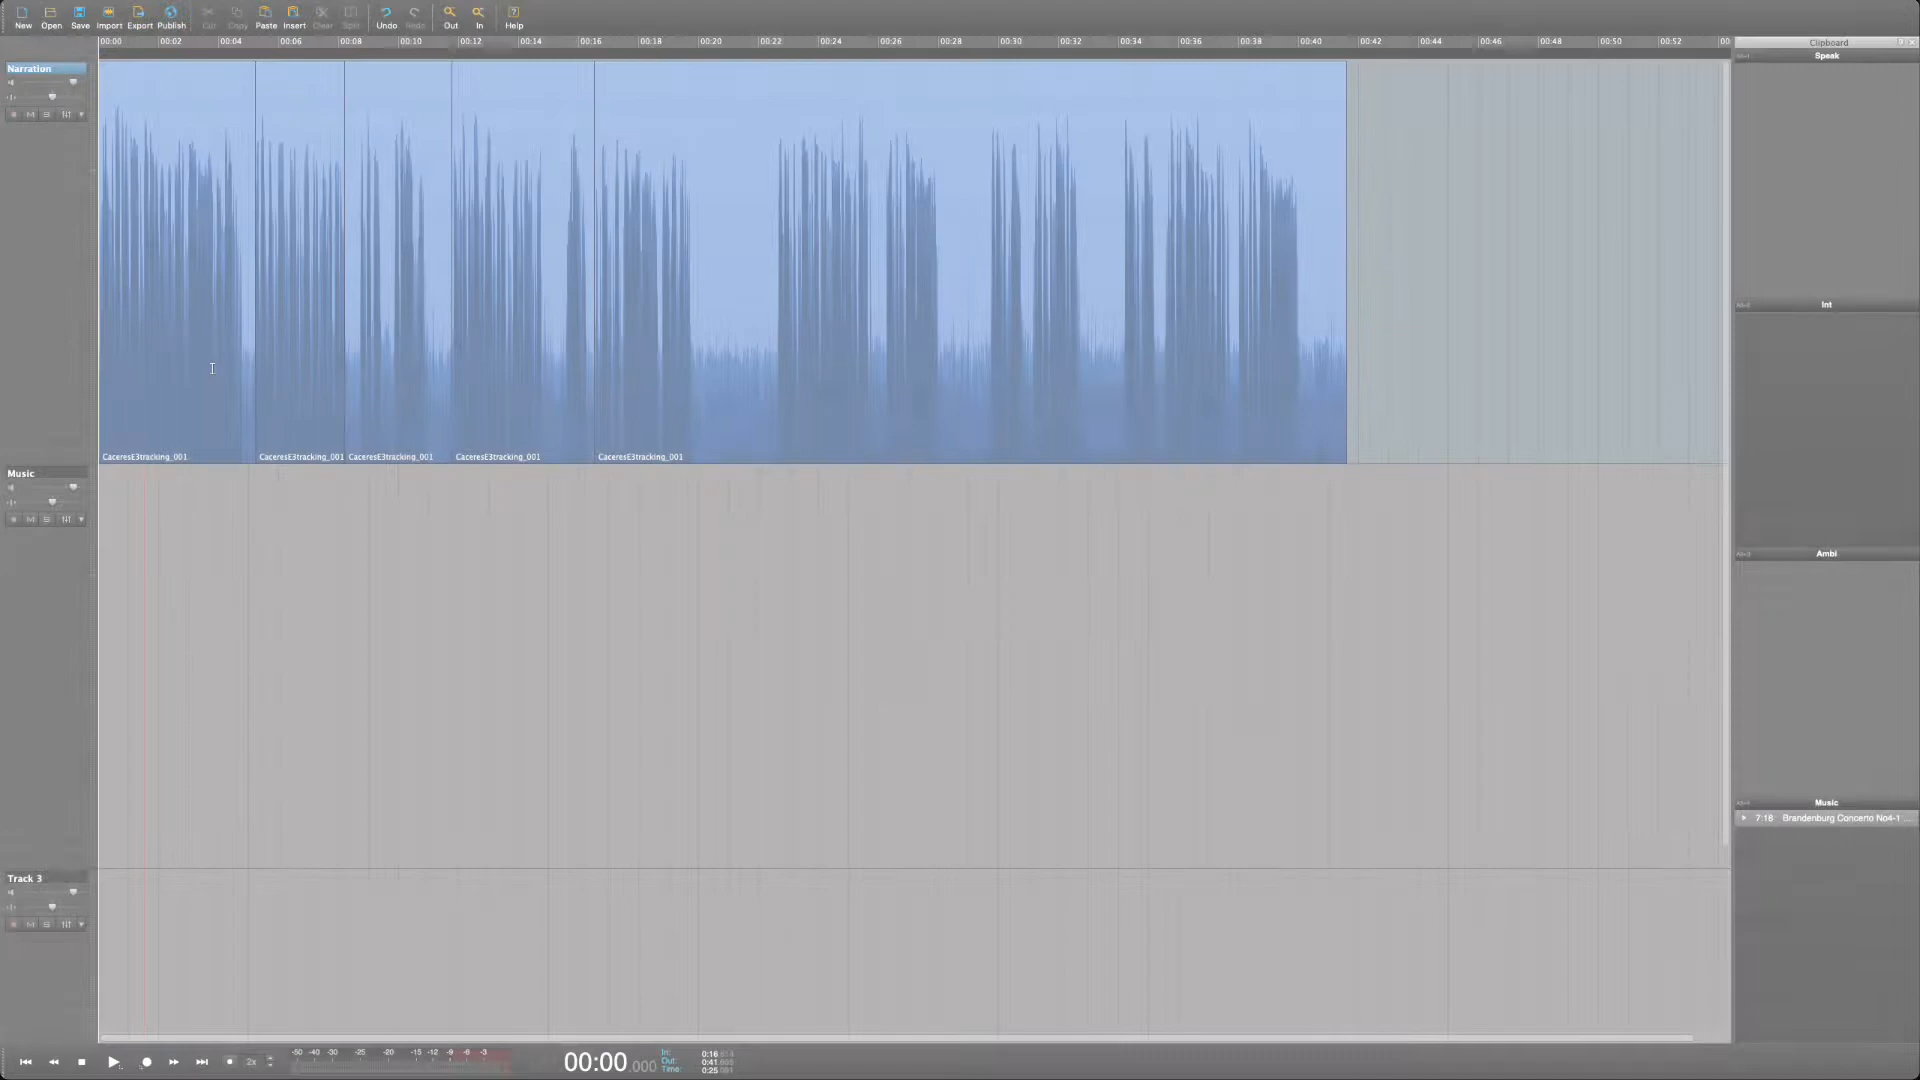 New Open Save Import Export Publish Cut Copy Paste Insert Clear Split Undo Redo Out In Help
00:00 00:02 00:04 00:06 00:08 00:10 00:12 00:14 00:16 00:18 00:20 00:22 00:24 00:26 00:28 00:30 00:32 00:34 00:36 00:38 00:40 00:42 00:44 00:46 00:48 00:50 00:52 00:
Clipboard
Speak
Narration
M S
Int
CaceresE3tracking_001 CaceresE3tracking_001 CaceresE3tracking_001 CaceresE3tracking_001 CaceresE3tracking_001
Music
M S
Ambi
Music
7:18 Brandenburg Concerto No4-1 ...
Track 3
M S
2x
-50 -40 -30 -25 -20 -15 -12 -9 -6 -3
00:00.000
In: 0:16
Out: 0:41
Time: 0:25